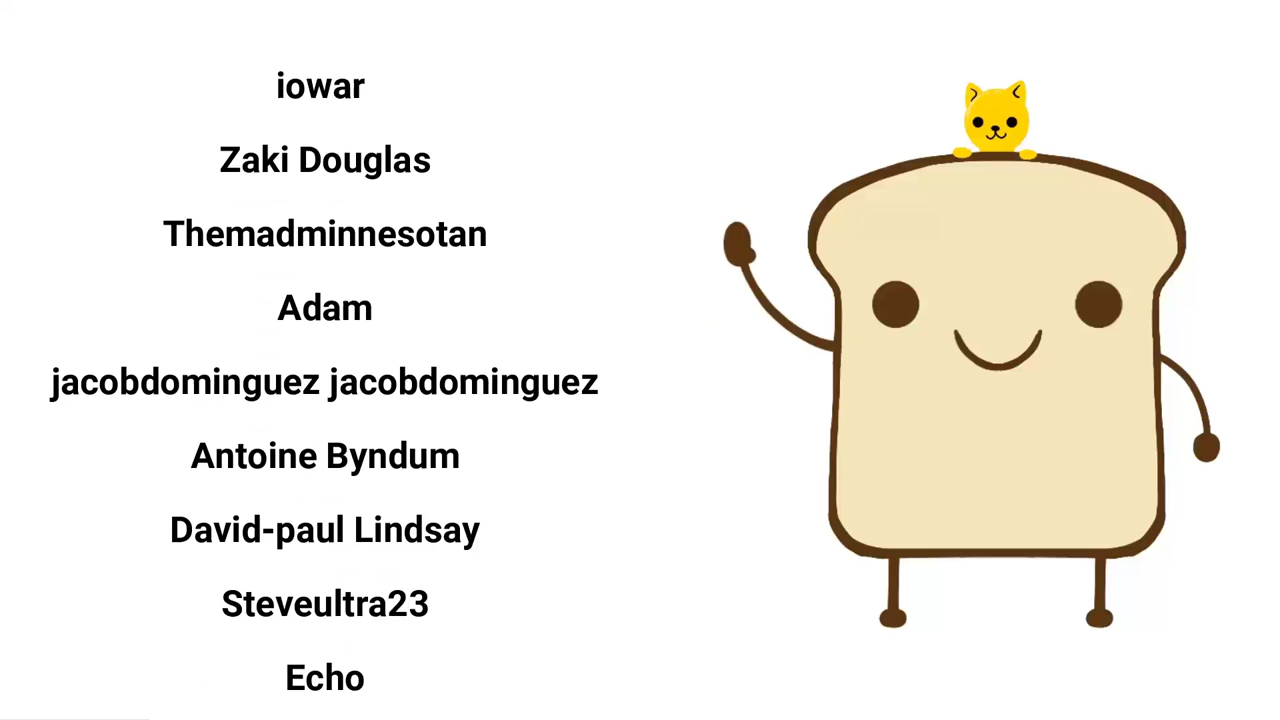 iowar
Zaki Douglas
Themadminnesotan
Adam
jacobdominguez jacobdominguez
Antoine Byndum
David-paul Lindsay
Steveultra23
Echo